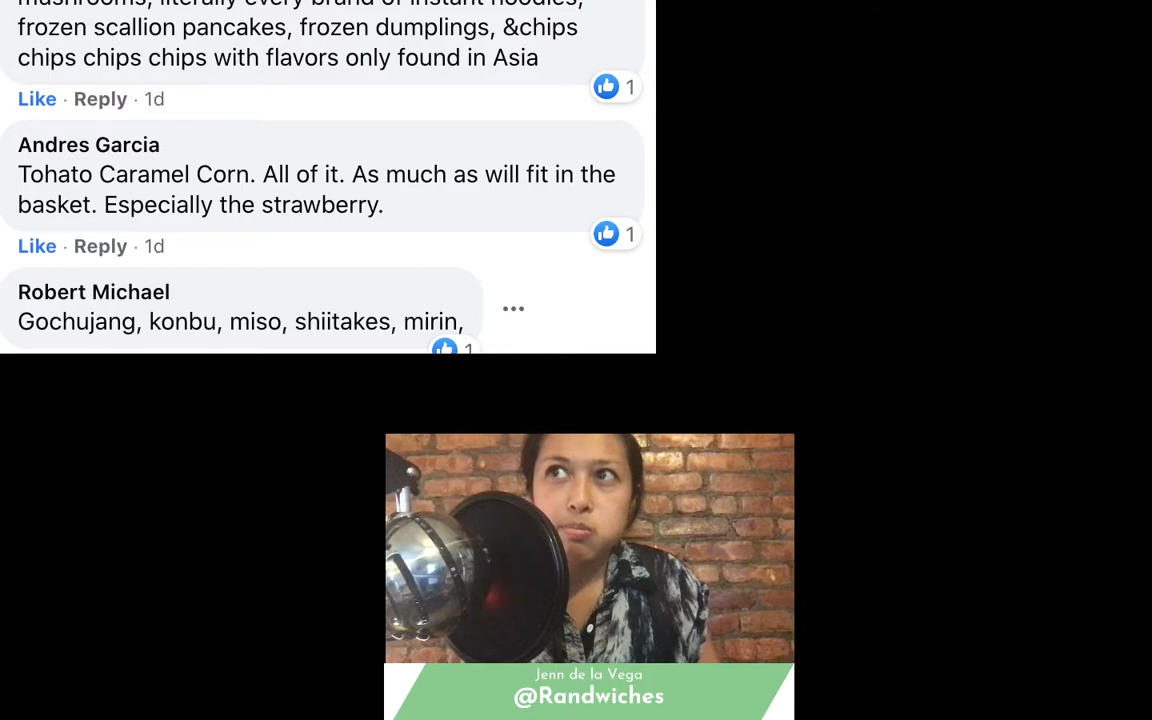 frozen scallion pancakes, frozen dumplings, &chips
chips chips chips with flavors only found in Asia
1
Like · Reply · 1d
Andres Garcia
Tohato Caramel Corn. All of it. As much as will fit in the
basket. Especially the strawberry.
1
Like · Reply · 1d
Robert Michael
Gochujang, konbu, miso, shiitakes, mirin,
1
Jenn de la Vega
@Randwiches